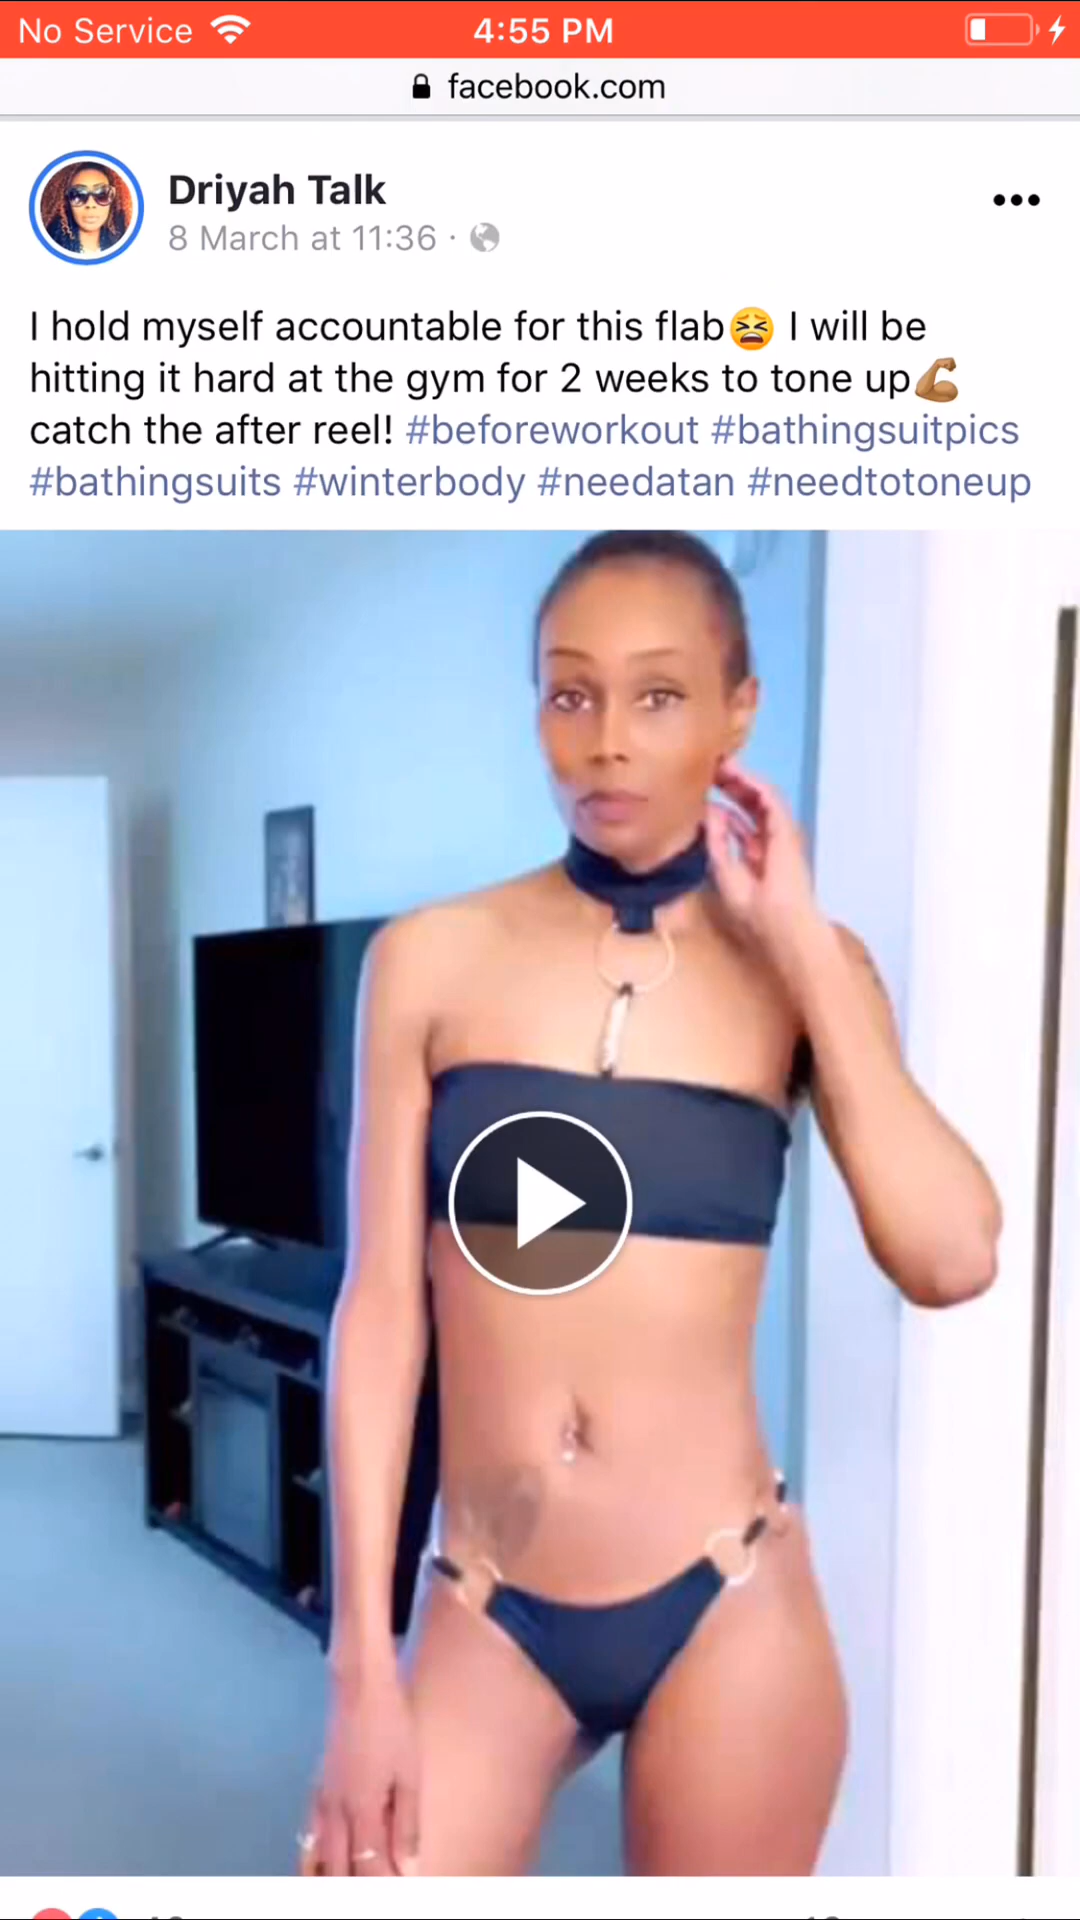 No Service
4:55 PM
facebook.com
Driyah Talk
8 March at 11:36 ·
I hold myself accountable for this flab😫 I will be
hitting it hard at the gym for 2 weeks to tone up💪🏽
catch the after reel! #beforeworkout #bathingsuitpics
#bathingsuits #winterbody #needatan #needtotoneup